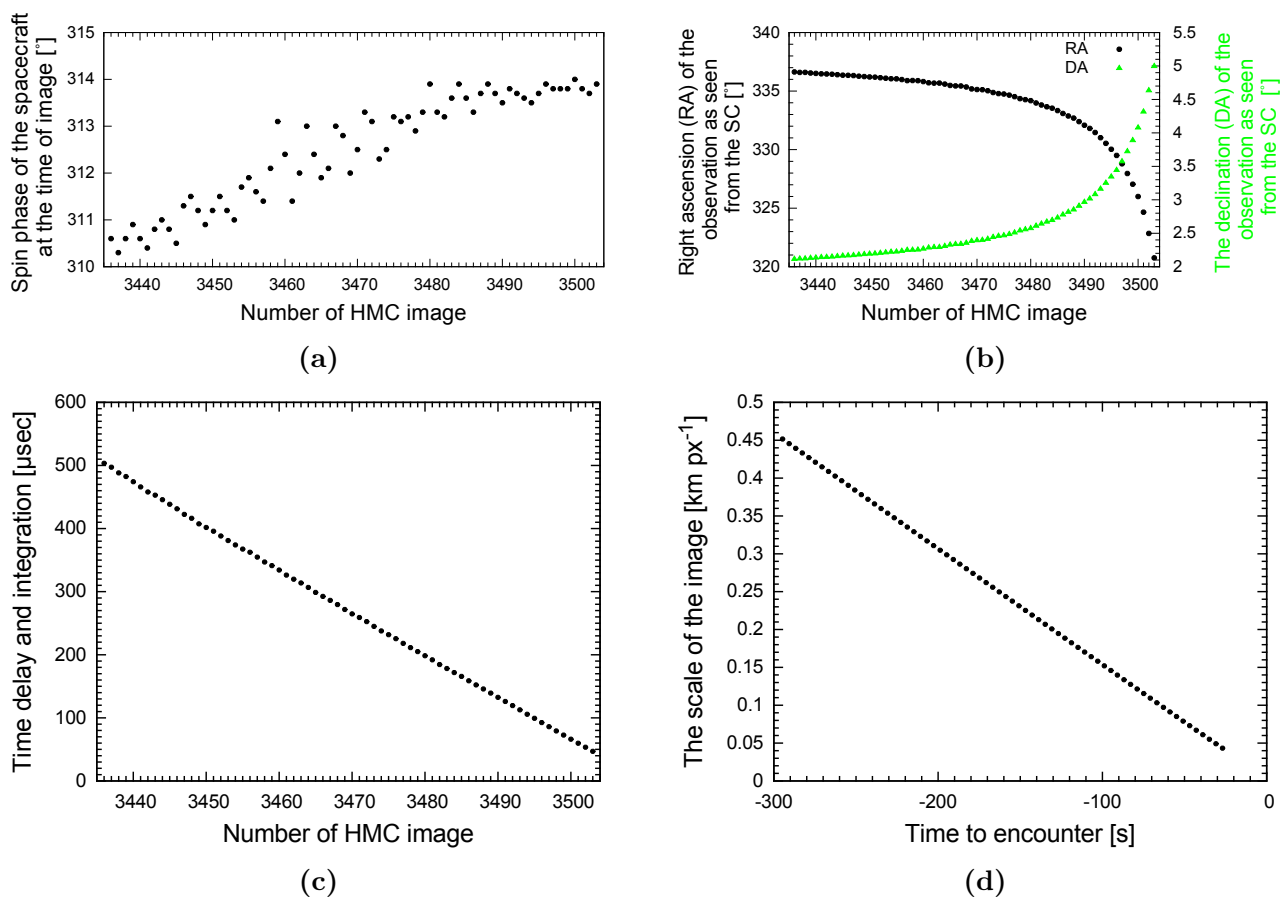 Spin phase of the spacecraft
at the time of image [°]
315
314
313
312
311
310
3440 3450 3460 3470 3480 3490 3500
Number of HMC image
(a)
Right ascension (RA) of the
observation as seen
from the SC [°]
340
335
330
325
320
RA
DA
5.5
5
4.5
4
3.5
3
2.5
2
The declination (DA) of the
observation as seen
from the SC [°]
3440 3450 3460 3470 3480 3490 3500
Number of HMC image
(b)
Time delay and integration [μsec]
600
500
400
300
200
100
0
3440 3450 3460 3470 3480 3490 3500
Number of HMC image
(c)
The scale of the image [km px-1]
0.5
0.45
0.4
0.35
0.3
0.25
0.2
0.15
0.1
0.05
0
-300 -200 -100 0
Time to encounter [s]
(d)